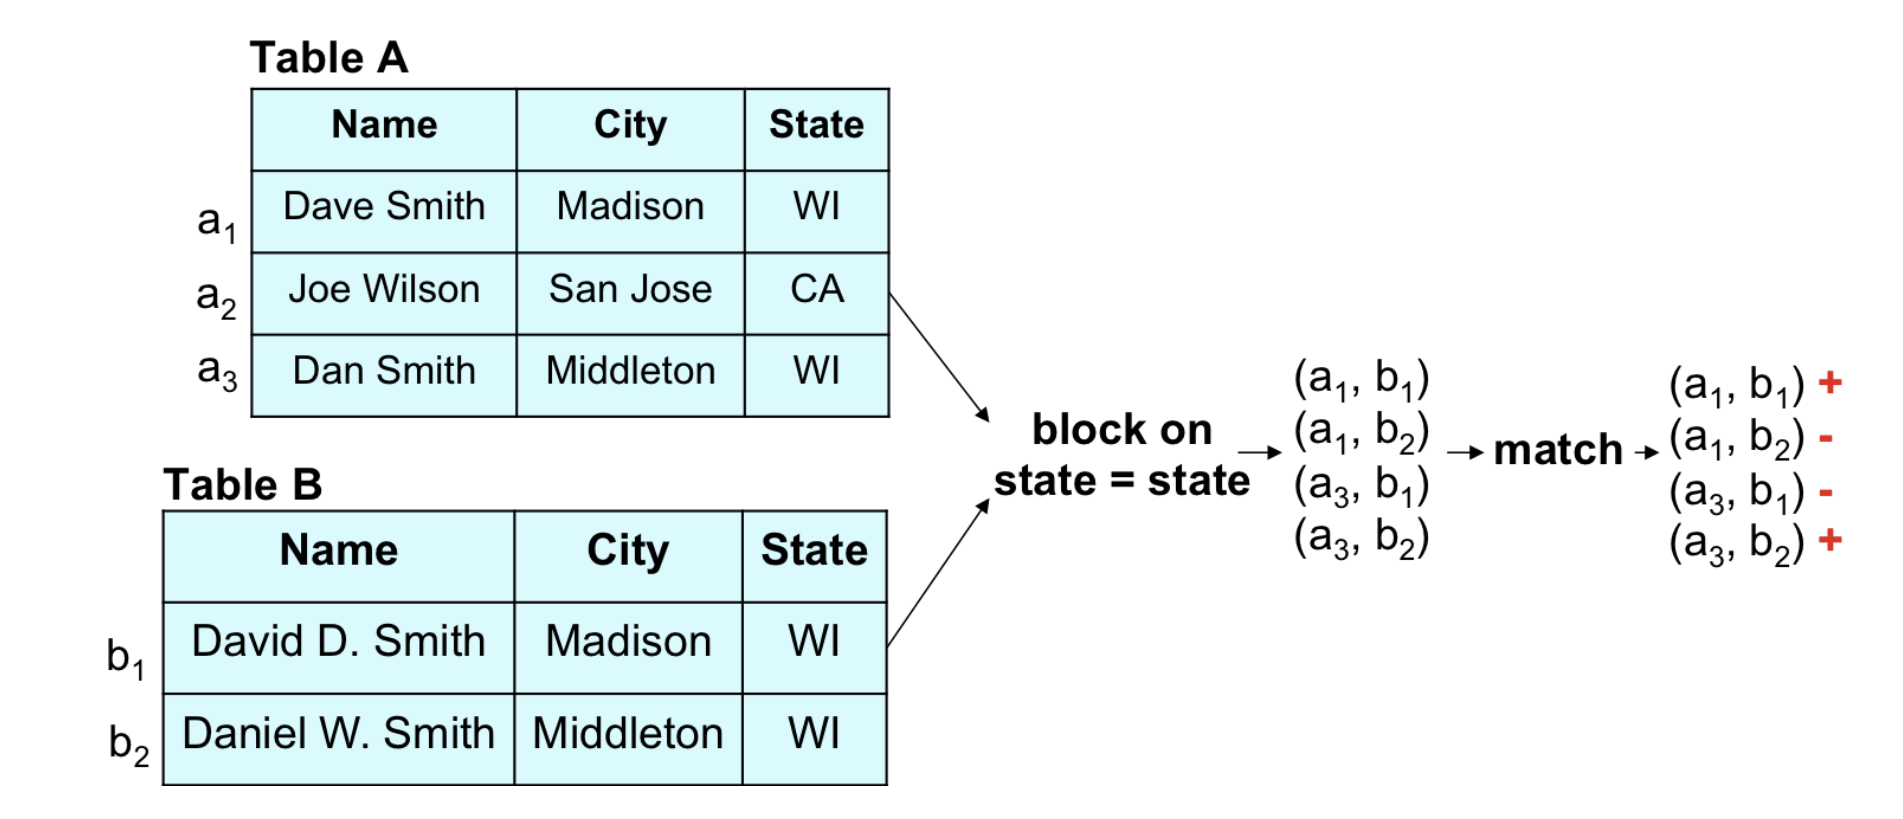 Table A
Name City State
a₁ Dave Smith Madison WI
a₂ Joe Wilson San Jose CA
a₃ Dan Smith Middleton WI
Table B
Name City State
b₁ David D. Smith Madison WI
b₂ Daniel W. Smith Middleton WI
block on
state = state
(a₁, b₁)
(a₁, b₂)
(a₃, b₁)
(a₃, b₂)
match
(a₁, b₁) +
(a₁, b₂) -
(a₃, b₁) -
(a₃, b₂) +